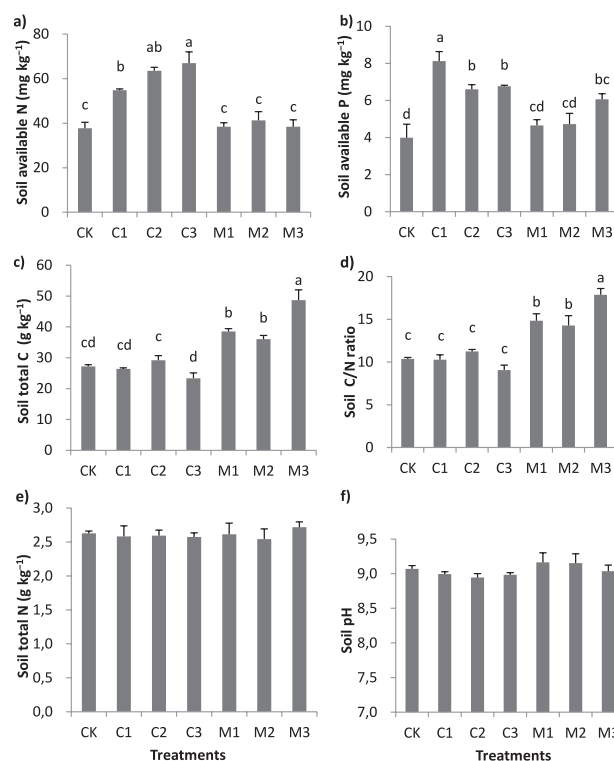 a)
Soil available N (mg kg⁻¹)
80
60
40
20
0
c b ab a c c c
CK C1 C2 C3 M1 M2 M3
b)
Soil available P (mg kg⁻¹)
10
8
6
4
2
0
d a b b cd cd bc
CK C1 C2 C3 M1 M2 M3
c)
Soil total C (g kg⁻¹)
60
50
40
30
20
10
0
cd cd c d b b a
CK C1 C2 C3 M1 M2 M3
d)
Soil C/N ratio
20
15
10
5
0
c c c c b b a
CK C1 C2 C3 M1 M2 M3
e)
Soil total N (g kg⁻¹)
3,0
2,5
2,0
1,5
1,0
0,5
0,0
CK C1 C2 C3 M1 M2 M3
Treatments
f)
Soil pH
9,5
9,0
8,5
8,0
7,5
7,0
CK C1 C2 C3 M1 M2 M3
Treatments